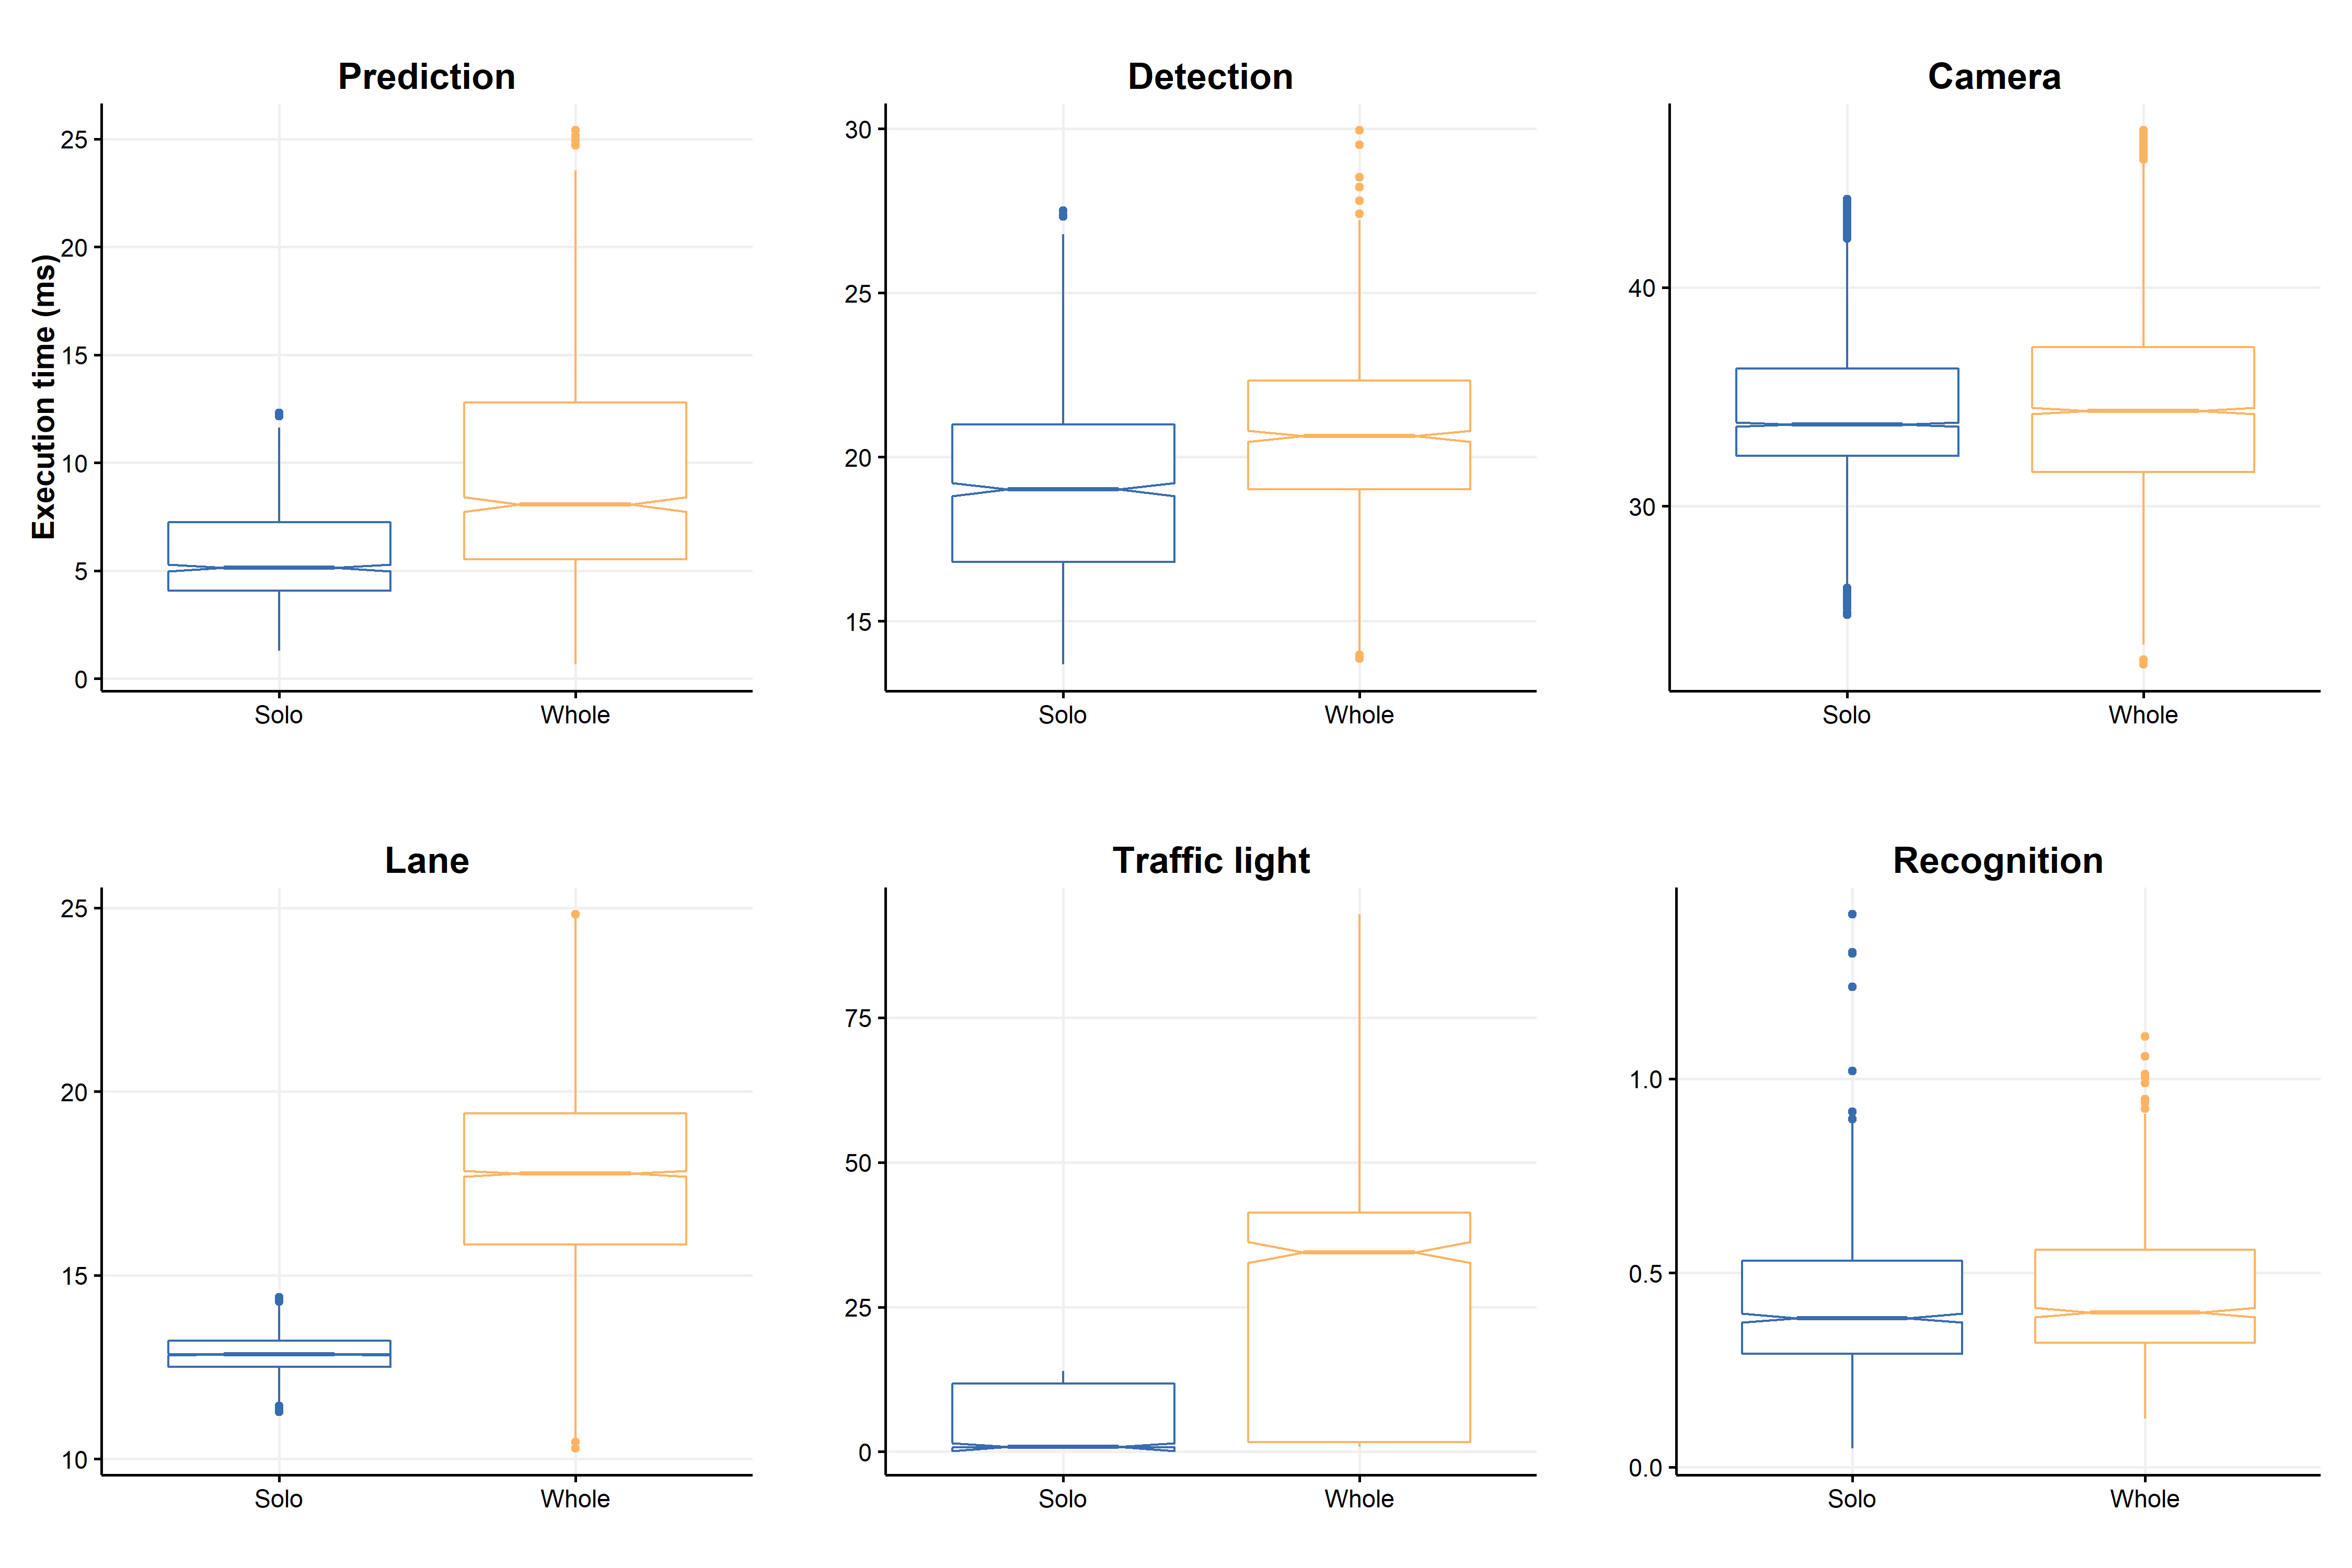 Prediction
Detection
Camera
Execution time (ms)
25
20
15
10
5
0
Solo
Whole
30
25
20
15
Solo
Whole
40
30
Solo
Whole
Lane
Traffic light
Recognition
25
20
15
10
Solo
Whole
75
50
25
0
Solo
Whole
1.0
0.5
0.0
Solo
Whole